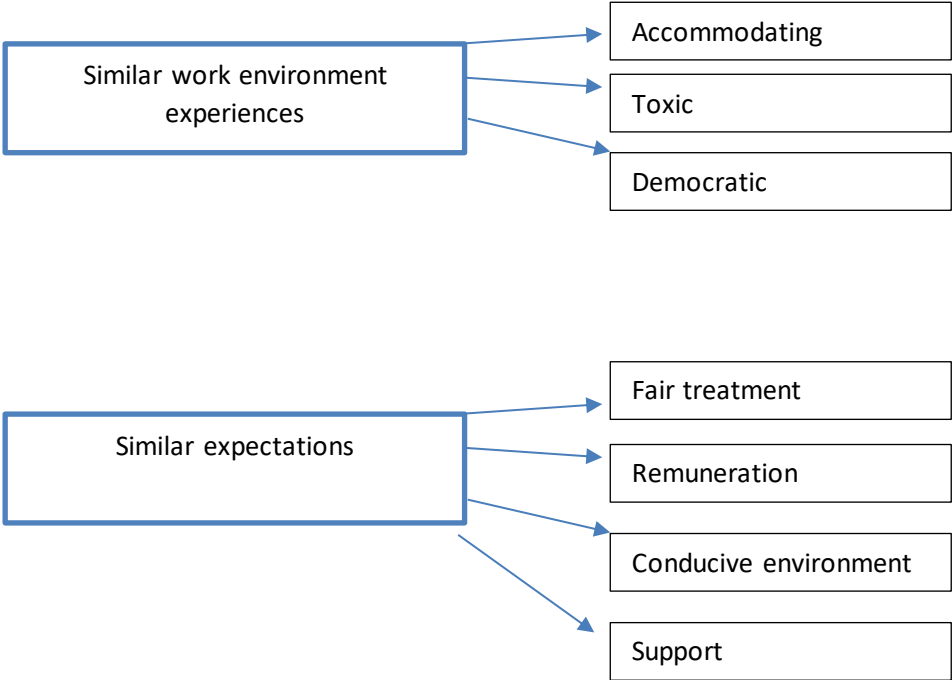 Similar work environment
experiences
Accommodating
Toxic
Democratic
Similar expectations
Fair treatment
Remuneration
Conducive environment
Support